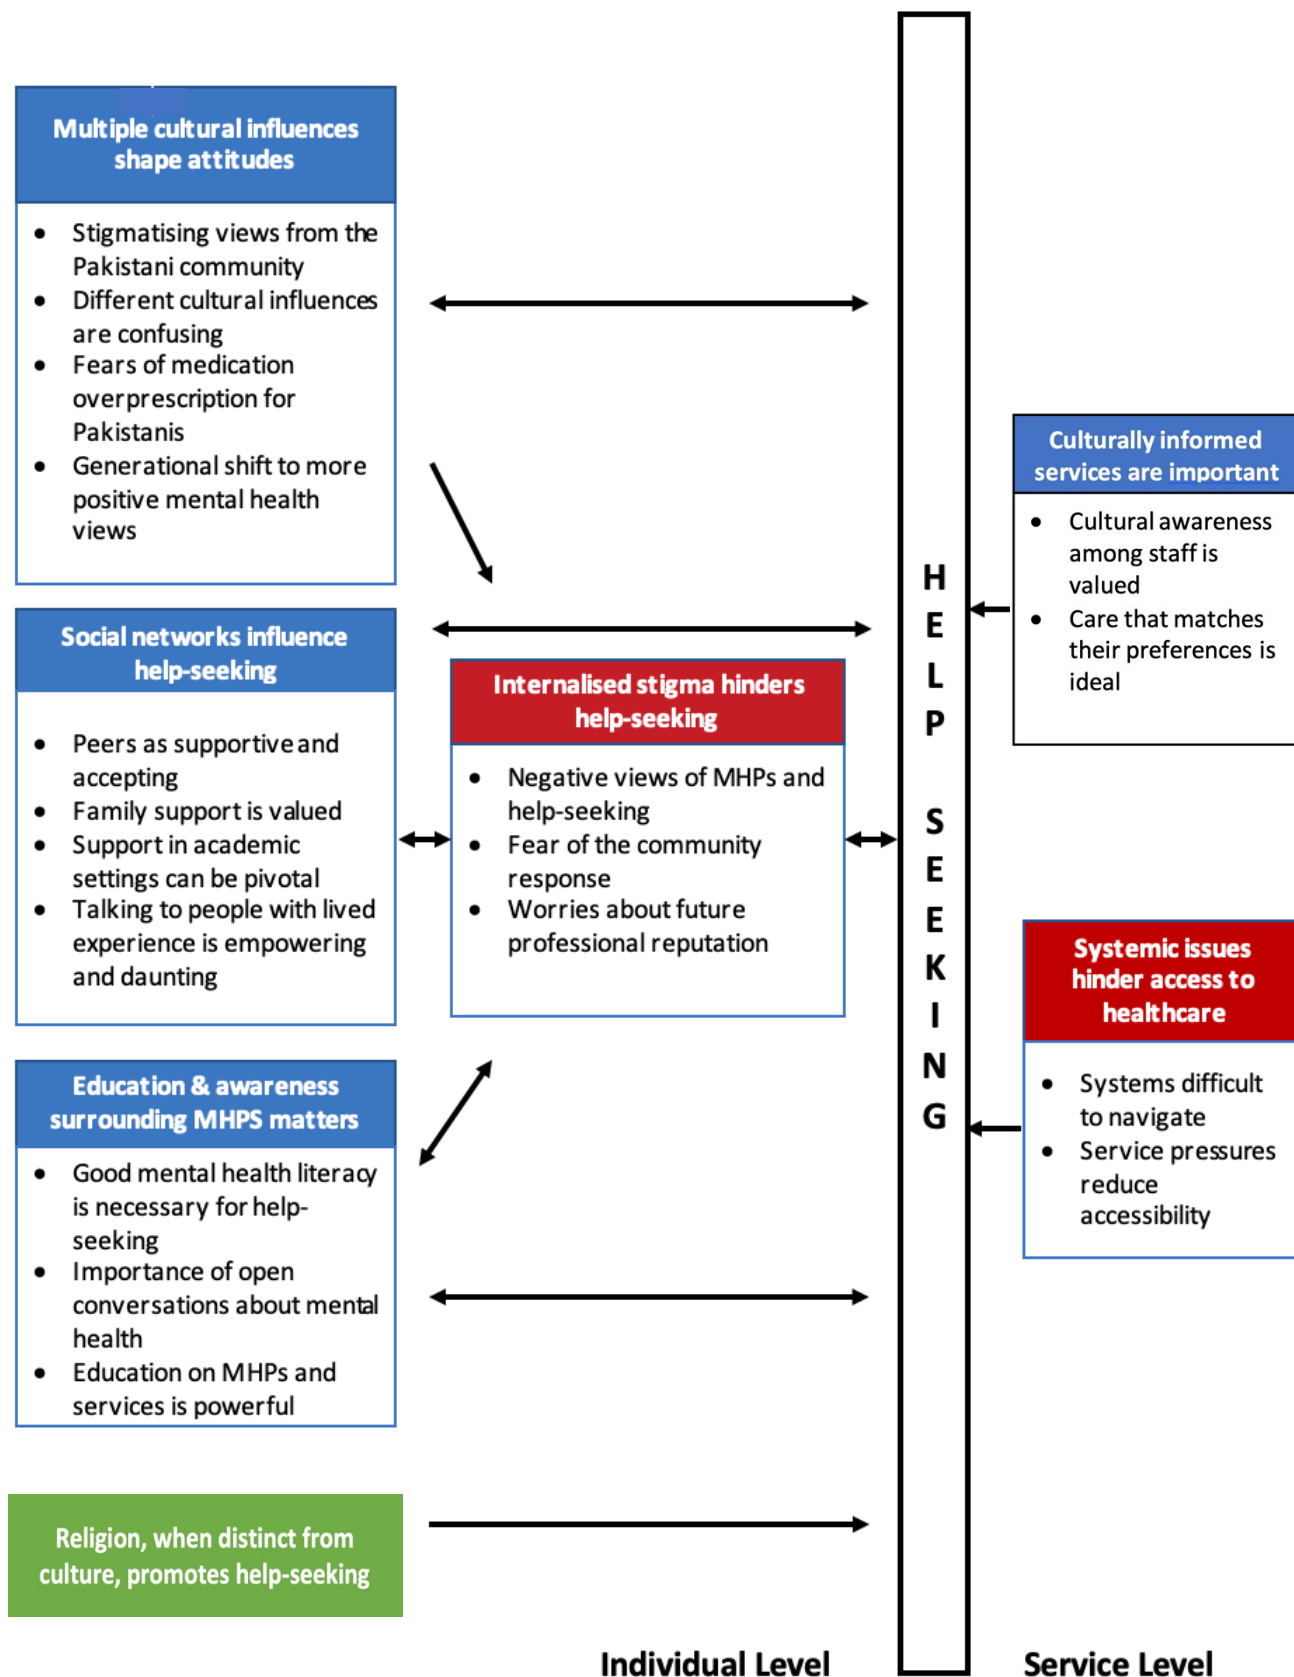 Multiple cultural influences
shape attitudes
• Stigmatising views from the
Pakistani community
• Different cultural influences
are confusing
• Fears of medication
overprescription for
Pakistanis
• Generational shift to more
positive mental health
views
Social networks influence
help-seeking
• Peers as supportive and
accepting
• Family support is valued
• Support in academic
settings can be pivotal
• Talking to people with lived
experience is empowering
and daunting
Education & awareness
surrounding MHPS matters
• Good mental health literacy
is necessary for help-
seeking
• Importance of open
conversations about mental
health
• Education on MHPs and
services is powerful
Religion, when distinct from
culture, promotes help-seeking
Internalised stigma hinders
help-seeking
• Negative views of MHPs and
help-seeking
• Fear of the community
response
• Worries about future
professional reputation
H
E
L
P
S
E
E
K
I
N
G
Culturally informed
services are important
• Cultural awareness
among staff is
valued
• Care that matches
their preferences is
ideal
Systemic issues
hinder access to
healthcare
• Systems difficult
to navigate
• Service pressures
reduce
accessibility
Individual Level
Service Level